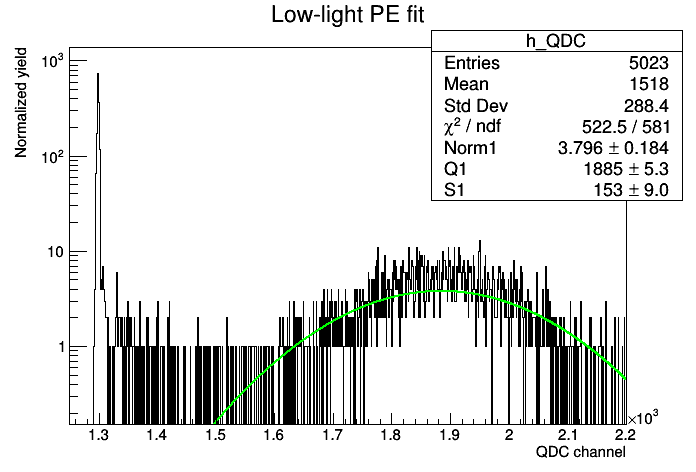 Low-light PE fit
h_QDC
Entries 5023
Mean 1518
Std Dev 288.4
χ² / ndf 522.5 / 581
Norm1 3.796 ± 0.184
Q1 1885 ± 5.3
S1 153 ± 9.0
Normalized yield
10³
10²
10
1
1.3 1.4 1.5 1.6 1.7 1.8 1.9 2 2.1 2.2
×10³
QDC channel